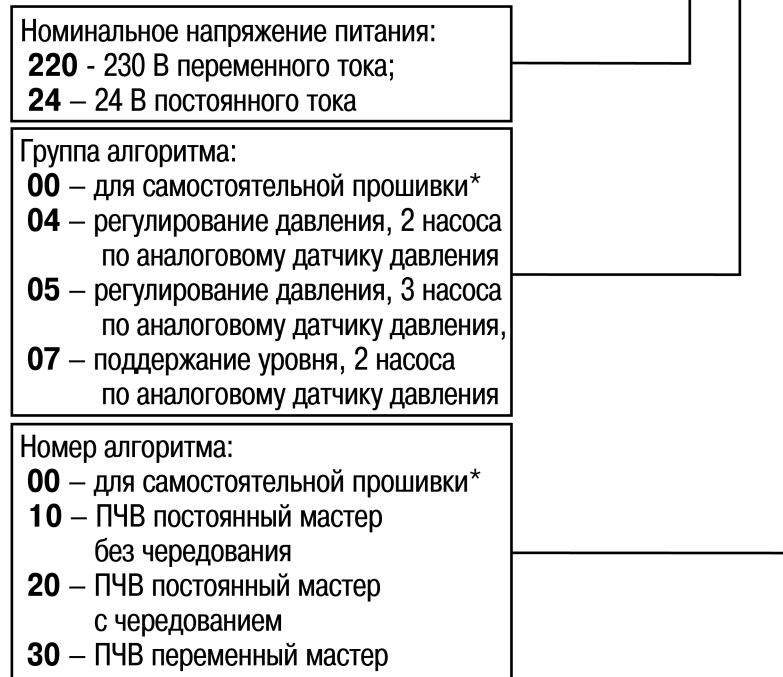 Номинальное напряжение питания:
220 - 230 В переменного тока;
24 – 24 В постоянного тока
Группа алгоритма:
00 – для самостоятельной прошивки*
04 – регулирование давления, 2 насоса
по аналоговому датчику давления
05 – регулирование давления, 3 насоса
по аналоговому датчику давления,
07 – поддержание уровня, 2 насоса
по аналоговому датчику давления
Номер алгоритма:
00 – для самостоятельной прошивки*
10 – ПЧВ постоянный мастер
без чередования
20 – ПЧВ постоянный мастер
с чередованием
30 – ПЧВ переменный мастер